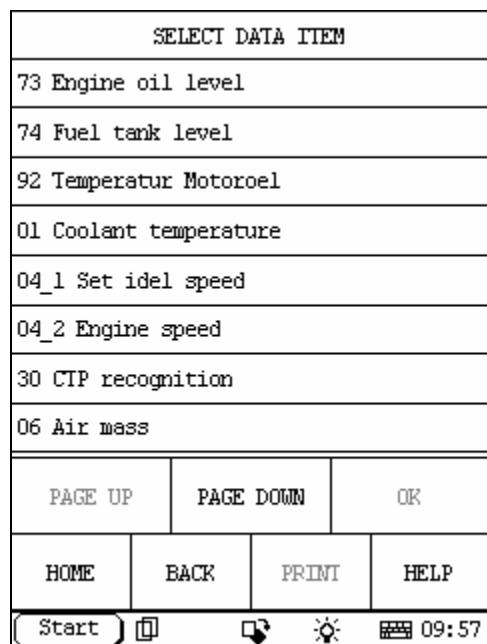 SELECT DATA ITEM
73 Engine oil level
74 Fuel tank level
92 Temperatur Motoroel
01 Coolant temperature
04_1 Set idel speed
04_2 Engine speed
30 CTP recognition
06 Air mass
PAGE UP PAGE DOWN OK
HOME BACK PRINT HELP
Start 09:57